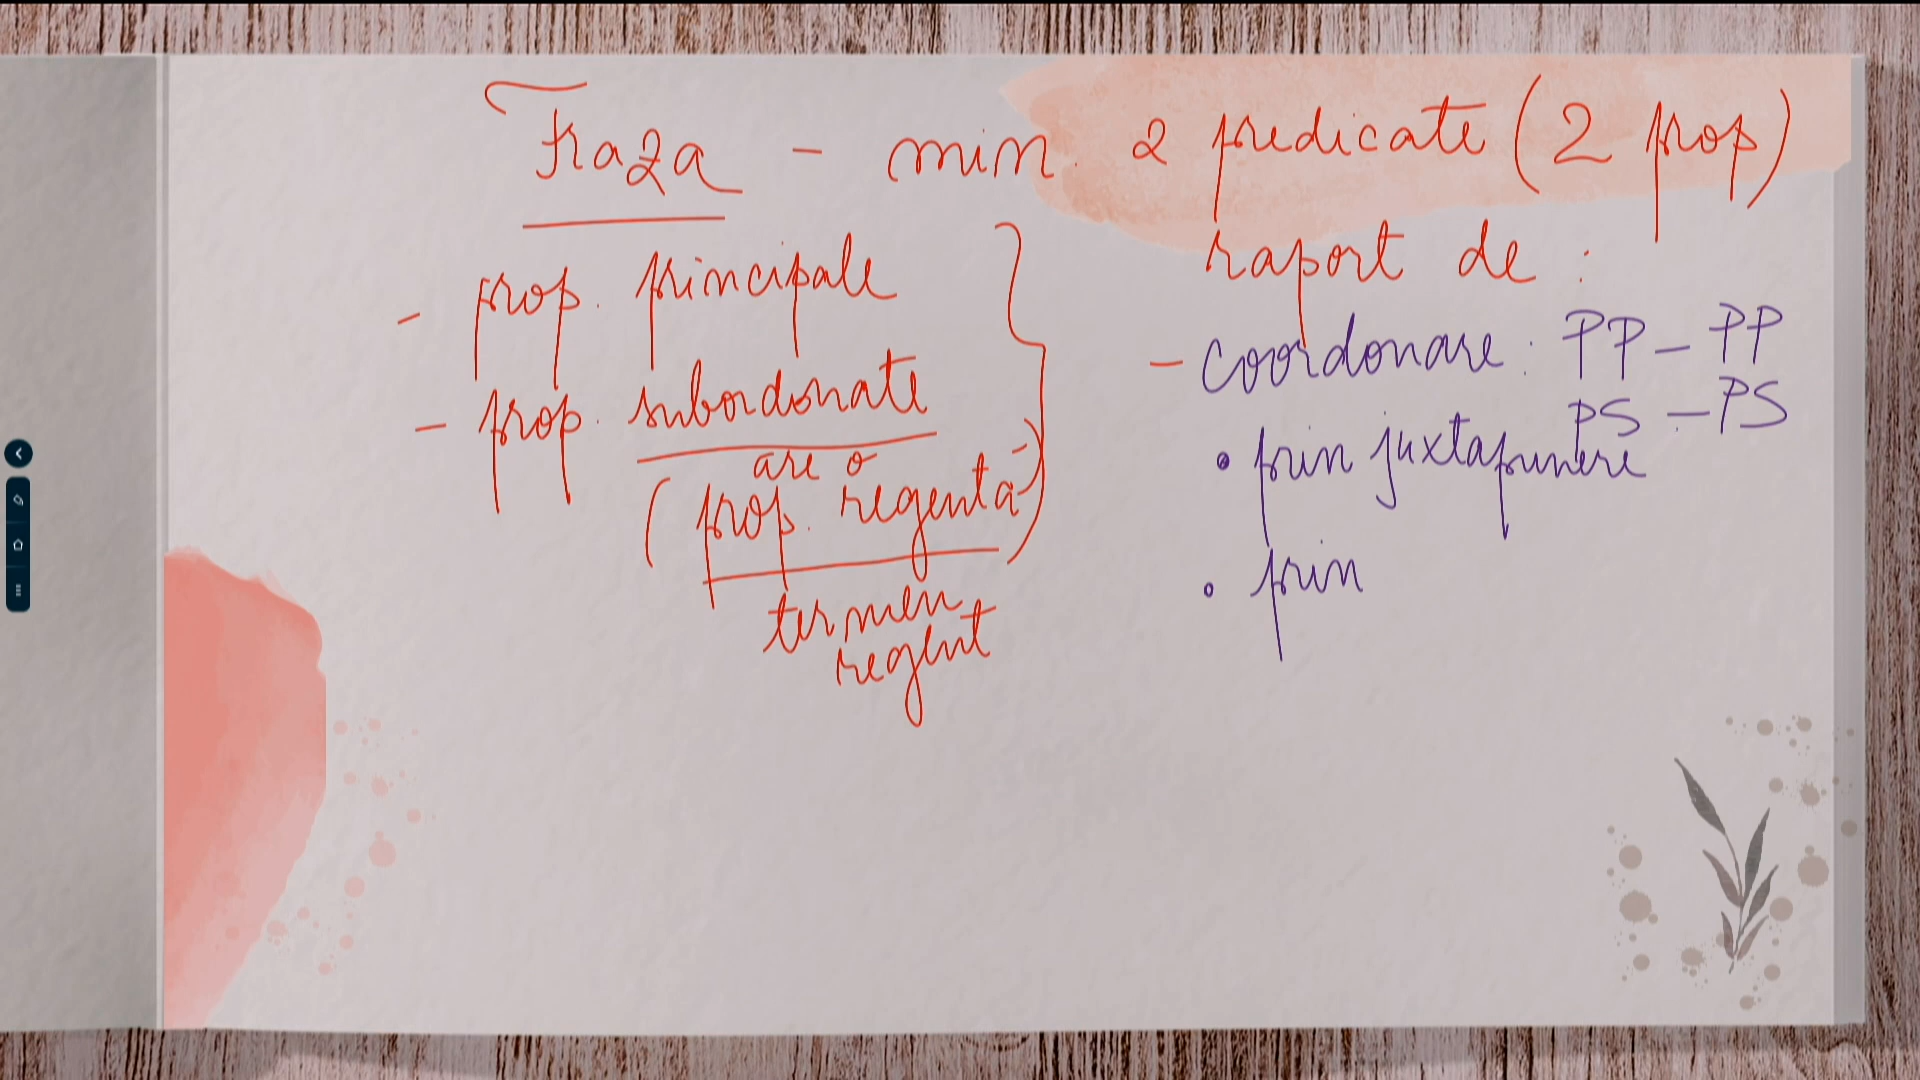 Fraza - min. 2 predicate (2 prop)
- prop. principale
- prop. subordonate
are o
(prop. regentă)
termen
regent
raport de :
- coordonare : PP - PP
PS - PS
• prin juxtapunere
• prin